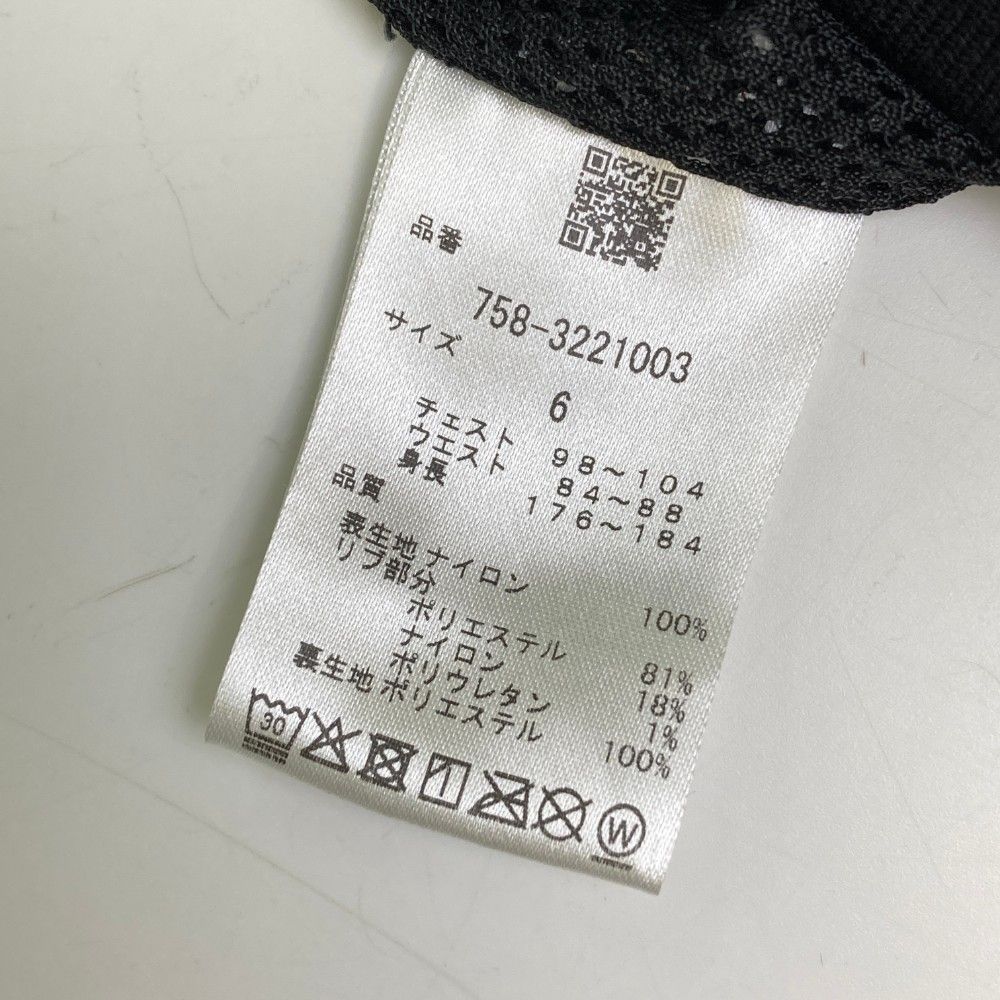 品番
758-3221003
サイズ
6
チェスト 98～104
ウエスト 84～88
身長 176～184
品質
表生地 ナイロン 100%
リブ部分
ポリエステル 81%
ナイロン 18%
ポリウレタン 1%
裏生地 ポリエステル 100%
30
W